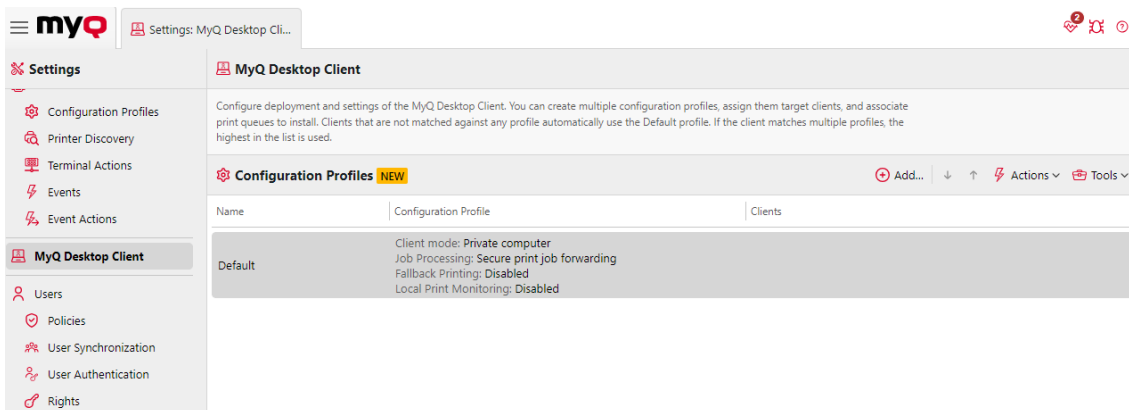 myQ
Settings: MyQ Desktop Cli...
2
Settings
MyQ Desktop Client
Configure deployment and settings of the MyQ Desktop Client. You can create multiple configuration profiles, assign them target clients, and associate
print queues to install. Clients that are not matched against any profile automatically use the Default profile. If the client matches multiple profiles, the
highest in the list is used.
Configuration Profiles
Printer Discovery
Terminal Actions
Events
Event Actions
MyQ Desktop Client
Users
Policies
User Synchronization
User Authentication
Rights
Configuration Profiles NEW
Add... Actions Tools
Name Configuration Profile Clients
Default
Client mode: Private computer
Job Processing: Secure print job forwarding
Fallback Printing: Disabled
Local Print Monitoring: Disabled